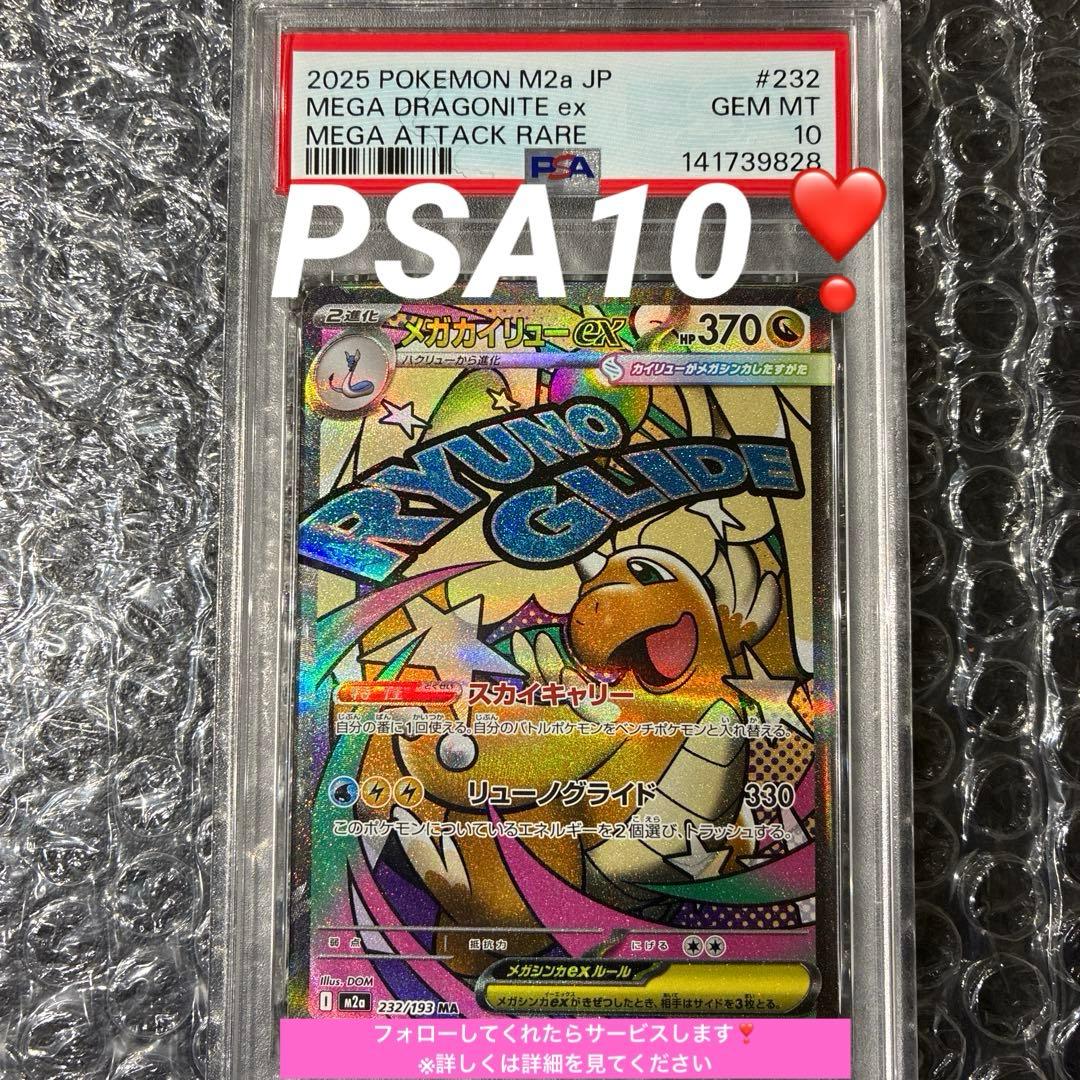 2025 POKEMON M2a JP #232
MEGA DRAGONITE ex GEM MT
MEGA ATTACK RARE 10
PSA 141739828
PSA10❣️
2進化 メガカイリューex HP370
ハクリューから進化 カイリューがメガシンカしたすがた
RYUNO
GLIDE
特性 とくせい スカイキャリー
自分の番に1回使える。自分のバトルポケモンをベンチポケモンと入れ替える。
リューノグライド 330
このポケモンについているエネルギーを2個選び、トラッシュする。
弱点 抵抗力 にげる
Illus. DOM メガシンカexルール
I m2a 232/193 MA メガシンカexがきぜつしたとき、相手はサイドを3枚とる。
フォローしてくれたらサービスします❣️
※詳しくは詳細を見てください